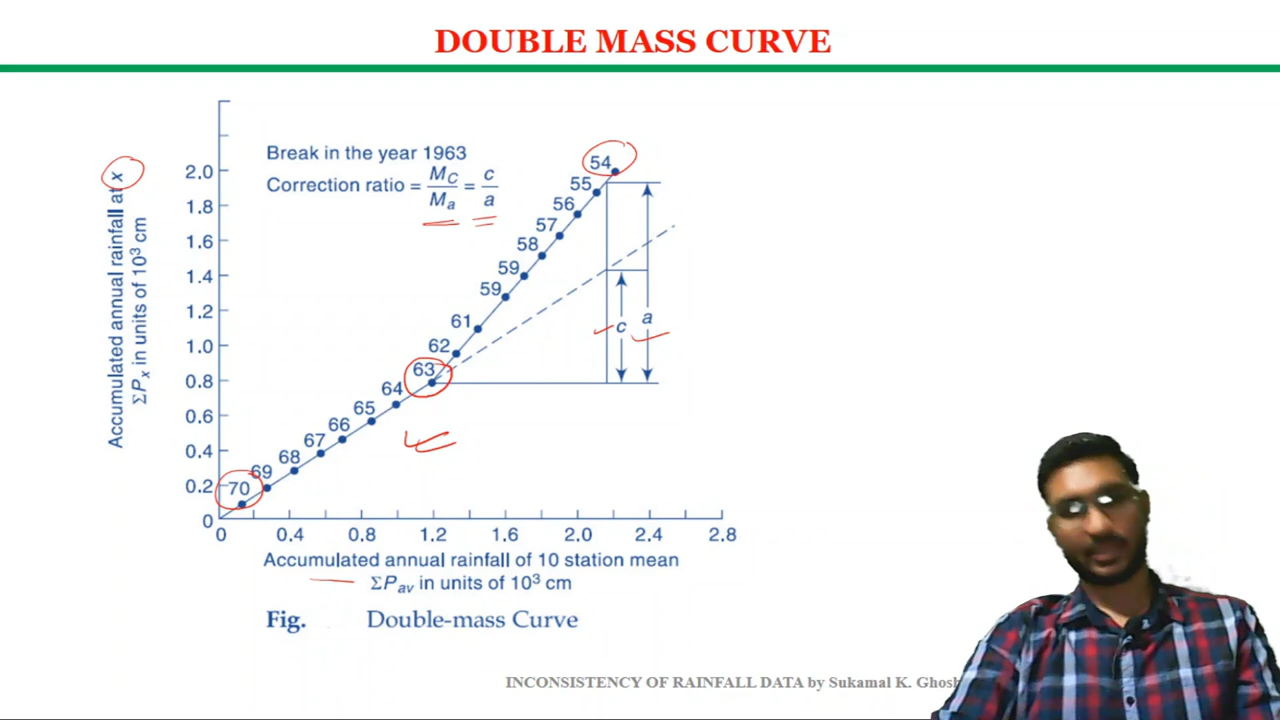 DOUBLE MASS CURVE
Break in the year 1963
Correction ratio = M_C/M_a = c/a
Accumulated annual rainfall at x
ΣP_x in units of 10³ cm
2.0
1.8
1.6
1.4
1.2
1.0
0.8
0.6
0.4
0.2
0
54
55
56
57
58
59
59
61
62
63
64
65
66
67
68
69
70
c
a
0 0.4 0.8 1.2 1.6 2.0 2.4 2.8
Accumulated annual rainfall of 10 station mean
ΣP_av in units of 10³ cm
Fig. Double-mass Curve
INCONSISTENCY OF RAINFALL DATA by Sukamal K. Ghosh